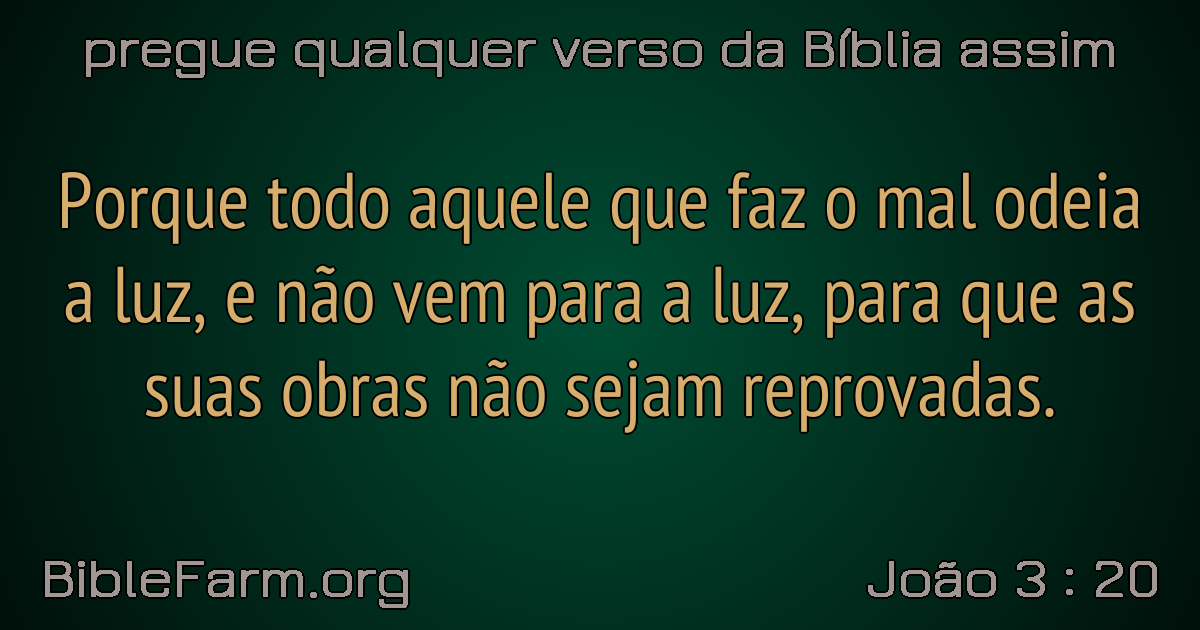 pregue qualquer verso da Bíblia assim
Porque todo aquele que faz o mal odeia
a luz, e não vem para a luz, para que as
suas obras não sejam reprovadas.
BibleFarm.org
João 3 : 20